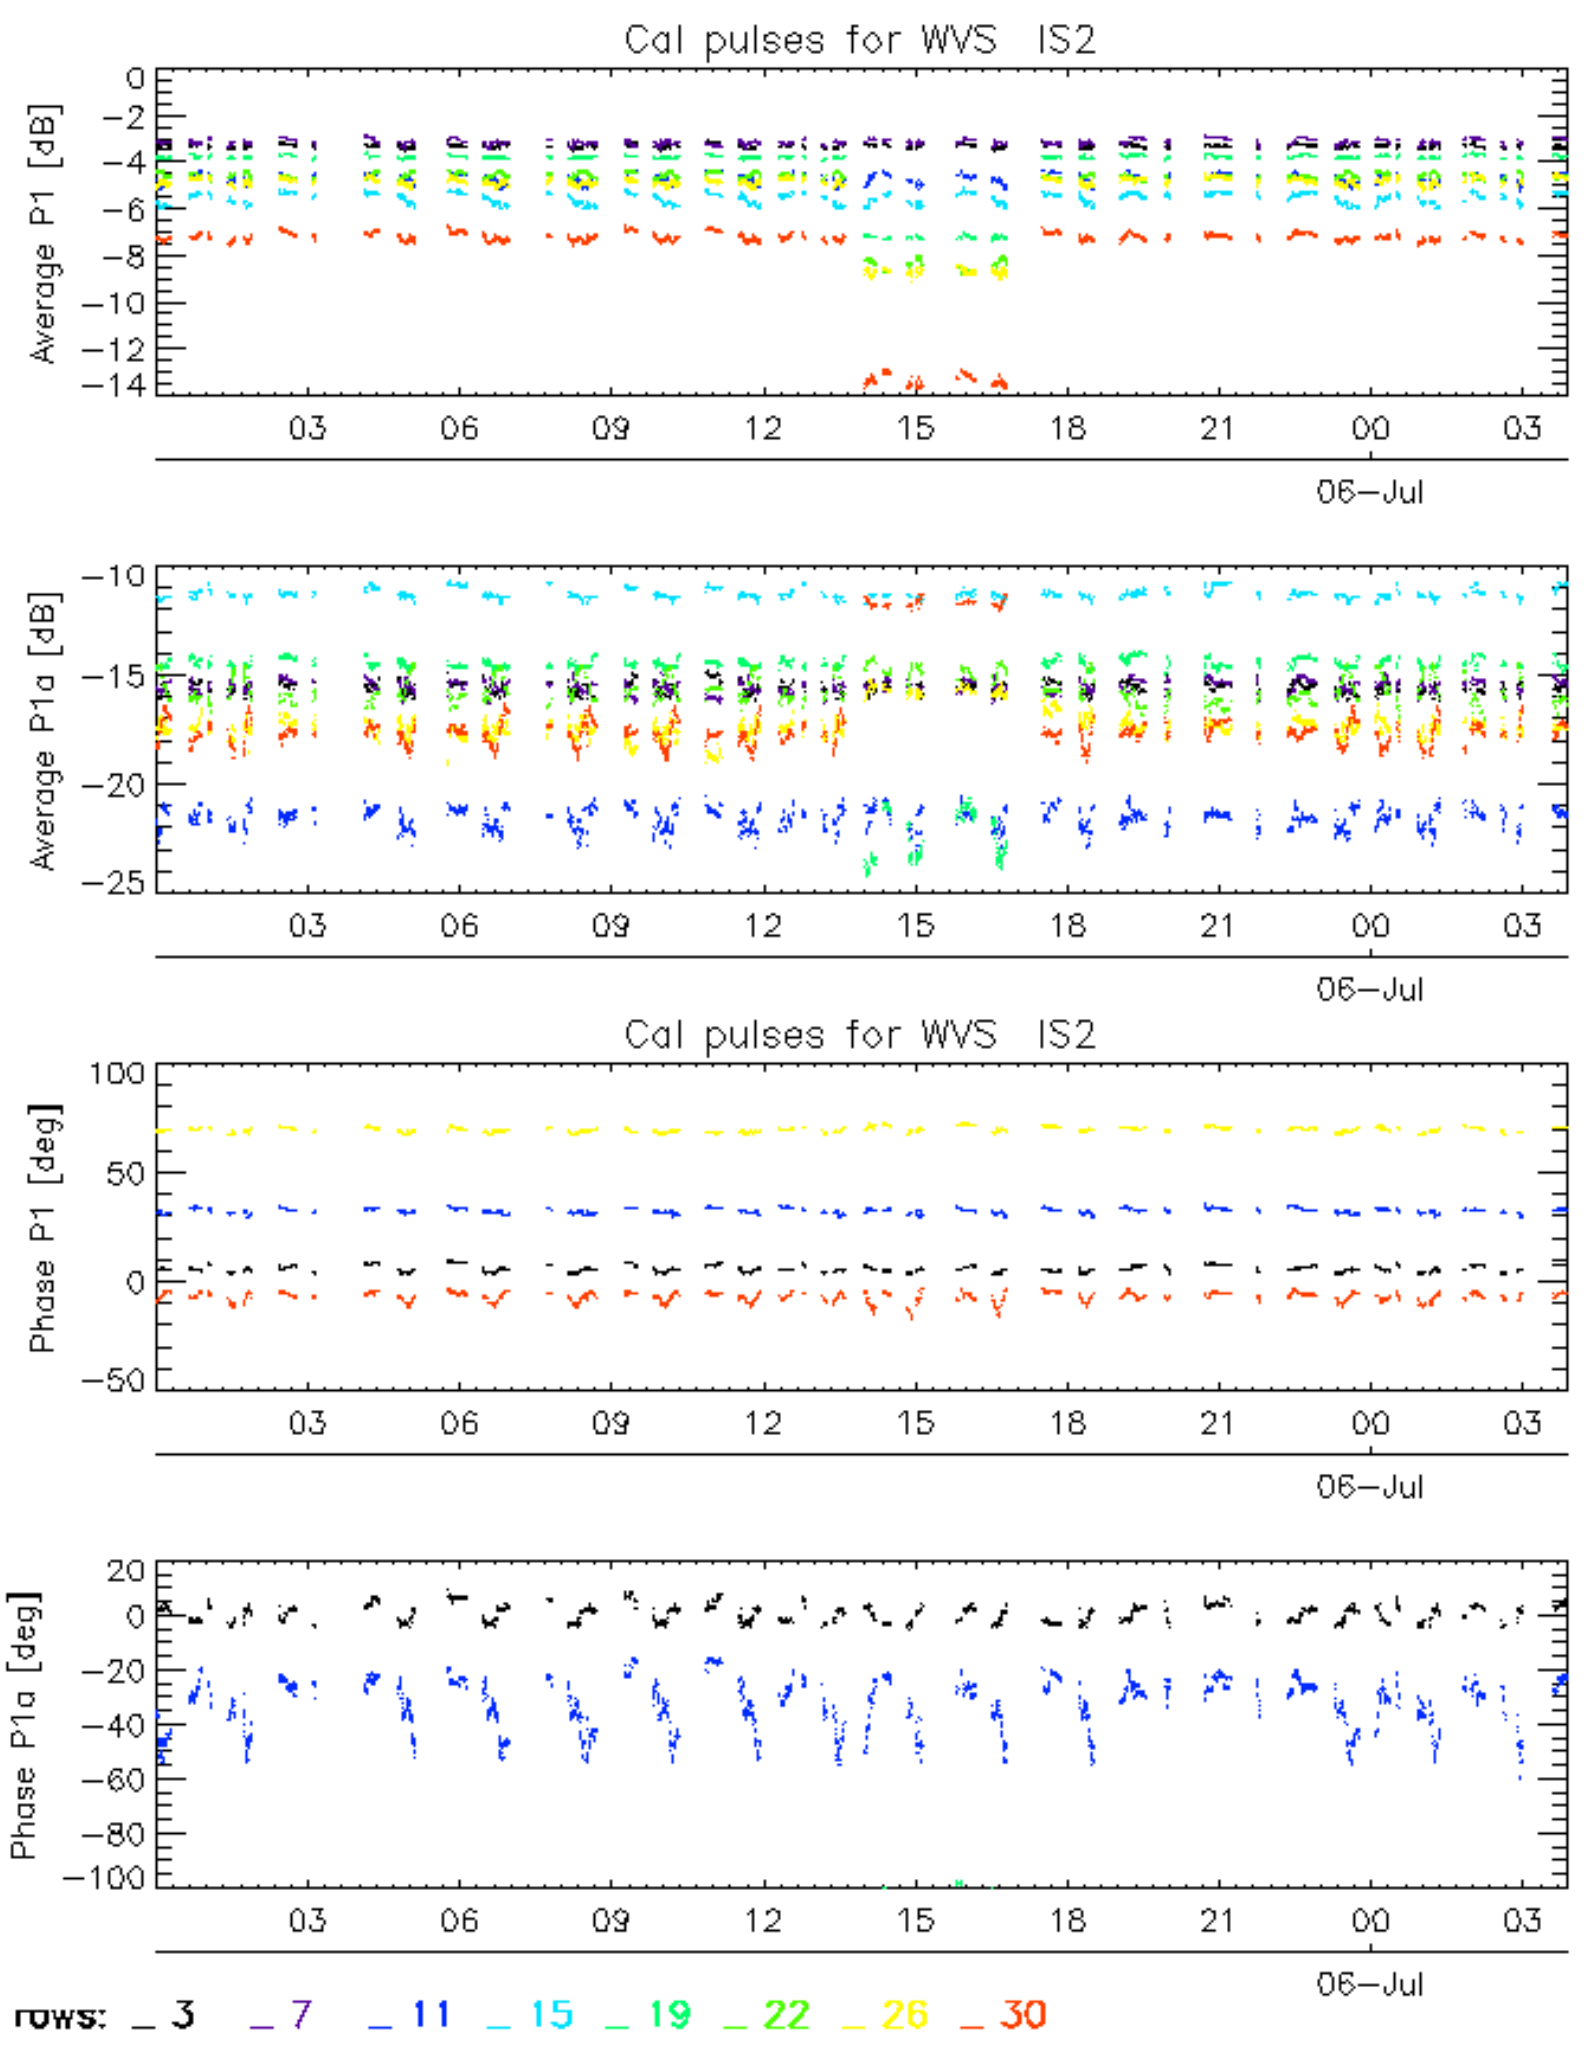 Cal pulses for WVS IS2
Average P1 [dB]
0
−2
−4
−6
−8
−10
−12
−14
03 06 09 12 15 18 21 00 03
06−Jul
Average P1a [dB]
−10
−15
−20
−25
03 06 09 12 15 18 21 00 03
06−Jul
Cal pulses for WVS IS2
Phase P1 [deg]
100
50
0
−50
03 06 09 12 15 18 21 00 03
06−Jul
Phase P1a [deg]
20
0
−20
−40
−60
−80
−100
03 06 09 12 15 18 21 00 03
06−Jul
rows: _ 3 _ 7 _ 11 _ 15 _ 19 _ 22 _ 26 _ 30